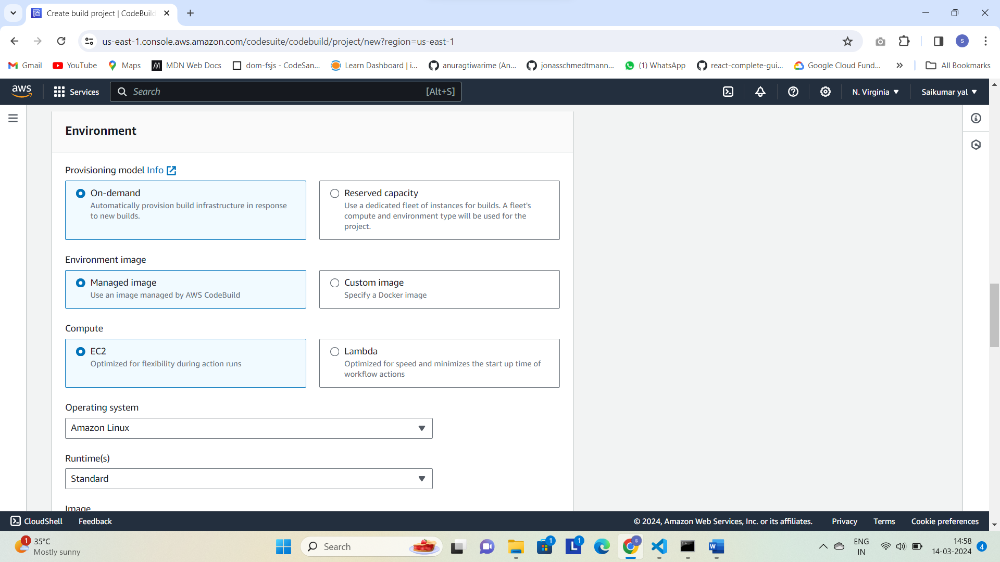 Create build project | CodeBuild
us-east-1.console.aws.amazon.com/codesuite/codebuild/project/new?region=us-east-1
S
Gmail
YouTube
Maps
MDN Web Docs
dom-fsjs - CodeSan...
Learn Dashboard | i...
anuragtiwarime (An...
jonasschmedtmann...
(1) WhatsApp
react-complete-gui...
Google Cloud Fund...
All Bookmarks
aws
Services
Search
[Alt+S]
N. Virginia
Saikumar yal
Environment
Provisioning model Info
On-demand
Automatically provision build infrastructure in response
to new builds.
Reserved capacity
Use a dedicated fleet of instances for builds. A fleet's
compute and environment type will be used for the
project.
Environment image
Managed image
Use an image managed by AWS CodeBuild
Custom image
Specify a Docker image
Compute
EC2
Optimized for flexibility during action runs
Lambda
Optimized for speed and minimizes the start up time of
workflow actions
Operating system
Amazon Linux
Runtime(s)
Standard
Image
CloudShell
Feedback
© 2024, Amazon Web Services, Inc. or its affiliates.
Privacy
Terms
Cookie preferences
1
35°C
Mostly sunny
Search
1
L
1
S
W
ENG
IN
14:58
14-03-2024
4